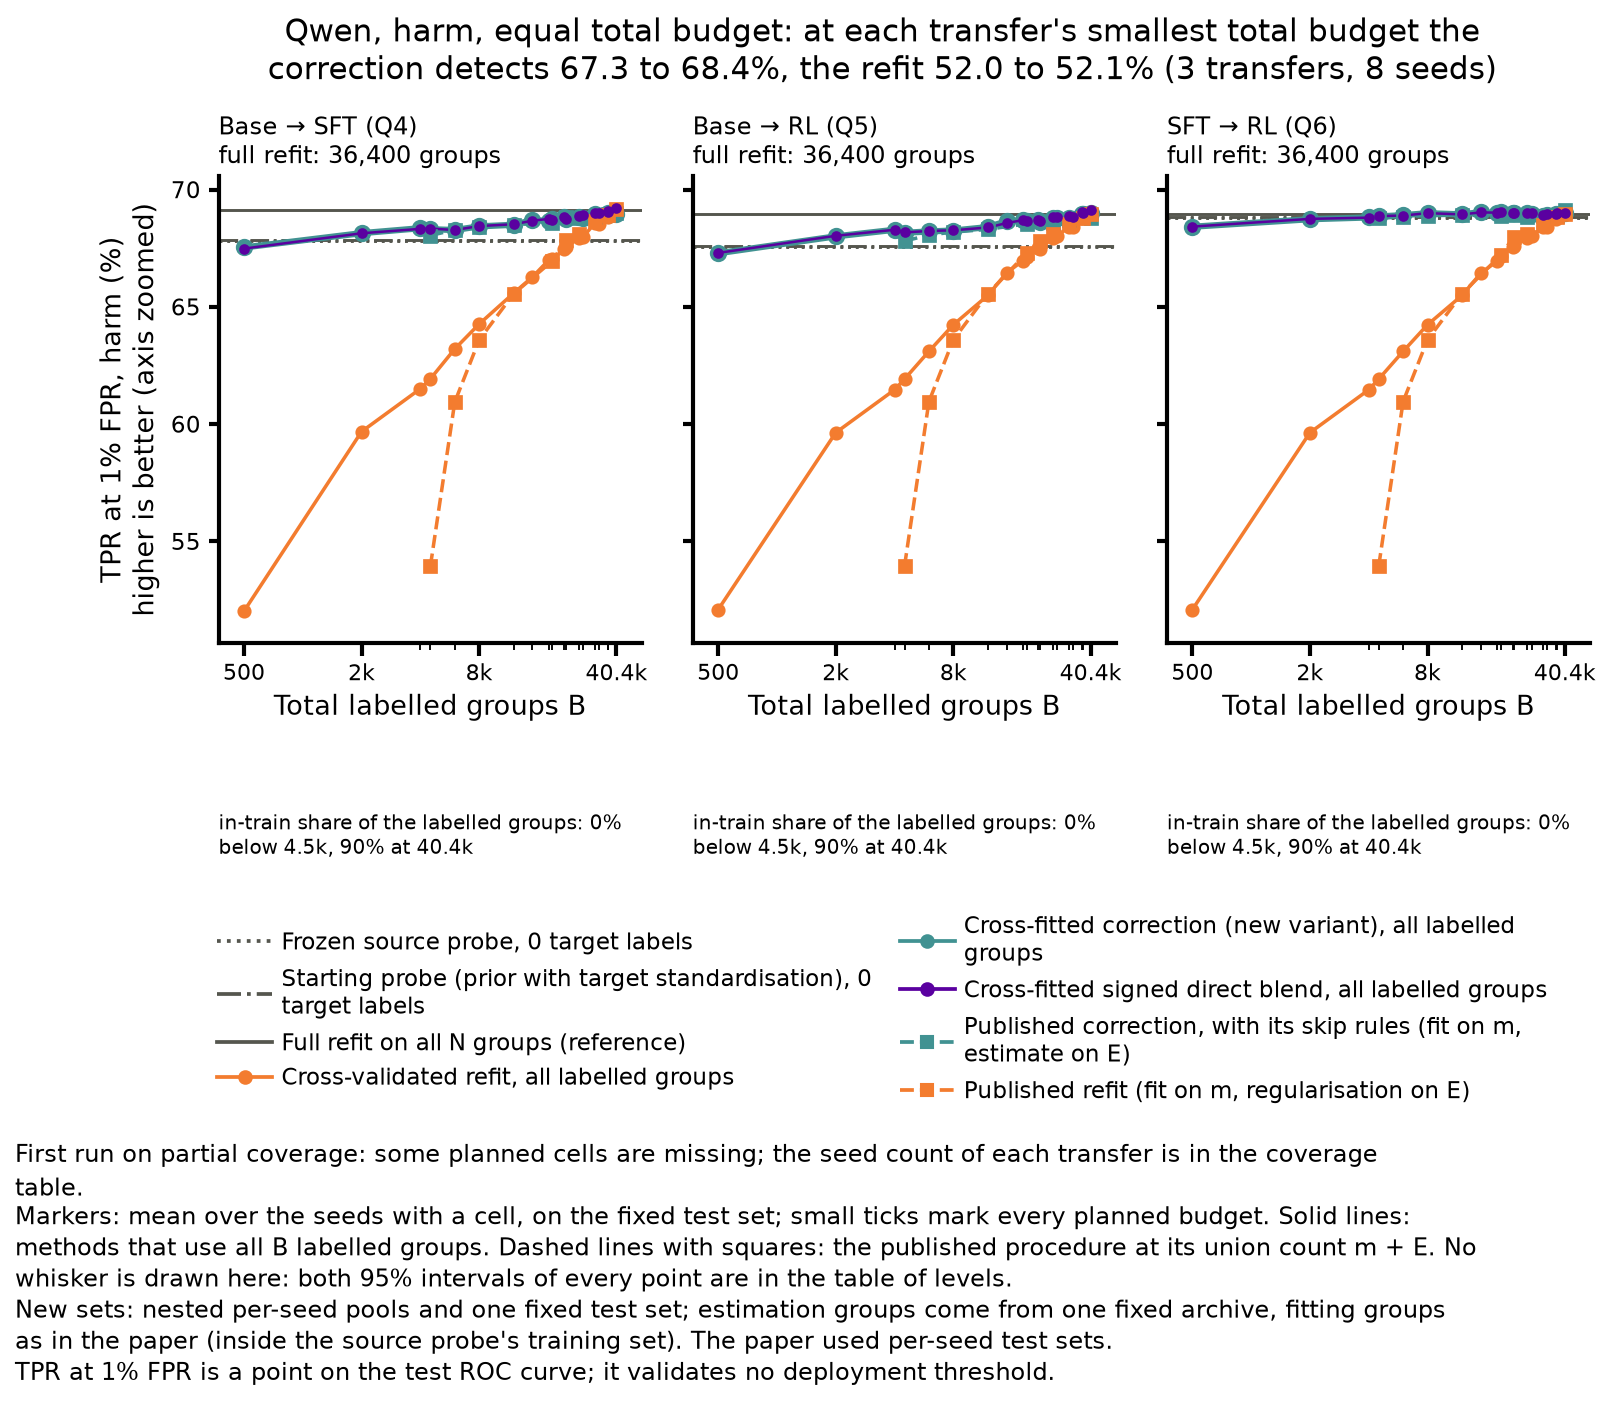 Qwen, harm, equal total budget: at each transfer's smallest total budget the
correction detects 67.3 to 68.4%, the refit 52.0 to 52.1% (3 transfers, 8 seeds)
Base → SFT (Q4)
full refit: 36,400 groups
Base → RL (Q5)
full refit: 36,400 groups
SFT → RL (Q6)
full refit: 36,400 groups
TPR at 1% FPR, harm (%)
higher is better (axis zoomed)
70
65
60
55
500 2k 8k 40.4k
500 2k 8k 40.4k
500 2k 8k 40.4k
Total labelled groups B
Total labelled groups B
Total labelled groups B
in-train share of the labelled groups: 0%
below 4.5k, 90% at 40.4k
in-train share of the labelled groups: 0%
below 4.5k, 90% at 40.4k
in-train share of the labelled groups: 0%
below 4.5k, 90% at 40.4k
Frozen source probe, 0 target labels
Starting probe (prior with target standardisation), 0
target labels
Full refit on all N groups (reference)
Cross-validated refit, all labelled groups
Cross-fitted correction (new variant), all labelled
groups
Cross-fitted signed direct blend, all labelled groups
Published correction, with its skip rules (fit on m,
estimate on E)
Published refit (fit on m, regularisation on E)
First run on partial coverage: some planned cells are missing; the seed count of each transfer is in the coverage
table.
Markers: mean over the seeds with a cell, on the fixed test set; small ticks mark every planned budget. Solid lines:
methods that use all B labelled groups. Dashed lines with squares: the published procedure at its union count m + E. No
whisker is drawn here: both 95% intervals of every point are in the table of levels.
New sets: nested per-seed pools and one fixed test set; estimation groups come from one fixed archive, fitting groups
as in the paper (inside the source probe's training set). The paper used per-seed test sets.
TPR at 1% FPR is a point on the test ROC curve; it validates no deployment threshold.